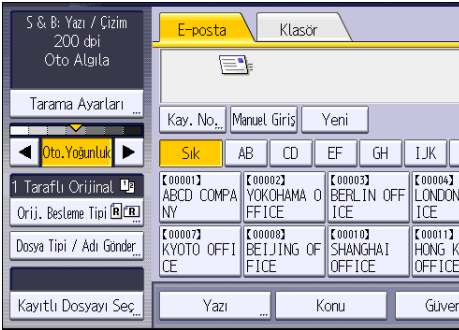 S & B: Yazı / Çizim
200 dpi
Oto Algıla
Tarama Ayarları
Oto.Yoğunluk
1 Taraflı Orijinal
Orij. Besleme Tipi
Dosya Tipi / Adı Gönder
Kayıtlı Dosyayı Seç
E-posta Klasör
Kay. No. Manuel Giriş Yeni
Sık AB CD EF GH IJK
[00001] [00002] [00003] [00004]
ABCD COMPA YOKOHAMA O BERLIN OFF LONDON
NY FFICE ICE ICE
[00007] [00008] [00010] [00011]
KYOTO OFFI BEIJING OF SHANGHAI HONG K
CE FICE OFFICE OFFICE
Yazı Konu Güven